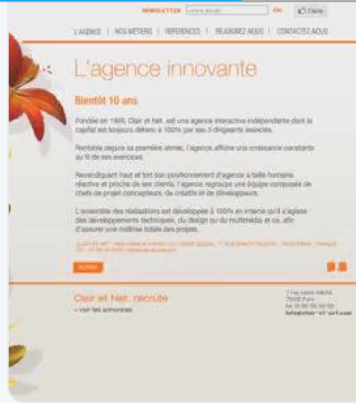 NEWSLETTER OK J'aime
L'AGENCE | NOS MÉTIERS | RÉFÉRENCES | REJOIGNEZ-NOUS | CONTACTEZ-NOUS
L'agence innovante
Bientôt 10 ans
Fondée en Clair et Net. est une agence interactive indépendante dont le
capital est toujours détenu à 100% par ses 3 dirigeants associés.
Rentable depuis sa première année, l'agence affiche une croissance constante
au fil de ses exercices.
Revendiquant haut et fort son positionnement d'agence à taille humaine
réactive et proche de ses clients, l'agence regroupe une équipe composée de
chefs de projet concepteurs, de créatifs et de développeurs.
L'ensemble des réalisations est développée à 100% en interne qu'il s'agisse
des développements techniques, du design ou du multimédia et ce, afin
d'assurer une maîtrise totale des projets.
Clair et Net. recrute
» voir les annonces